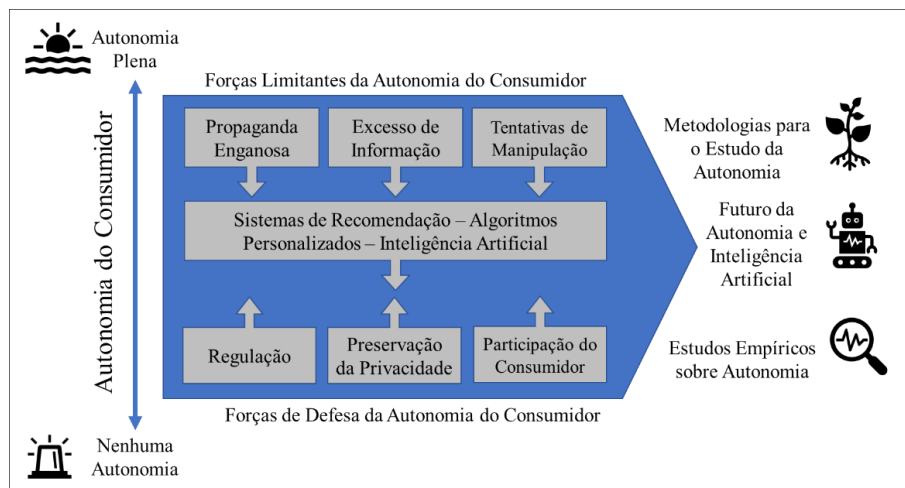 Autonomia
Plena
Autonomia do Consumidor
Nenhuma
Autonomia
Forças Limitantes da Autonomia do Consumidor
Propaganda
Enganosa
Excesso de
Informação
Tentativas de
Manipulação
Sistemas de Recomendação – Algoritmos
Personalizados – Inteligência Artificial
Regulação
Preservação
da Privacidade
Participação do
Consumidor
Forças de Defesa da Autonomia do Consumidor
Metodologias para
o Estudo da
Autonomia
Futuro da
Autonomia e
Inteligência
Artificial
Estudos Empíricos
sobre Autonomia